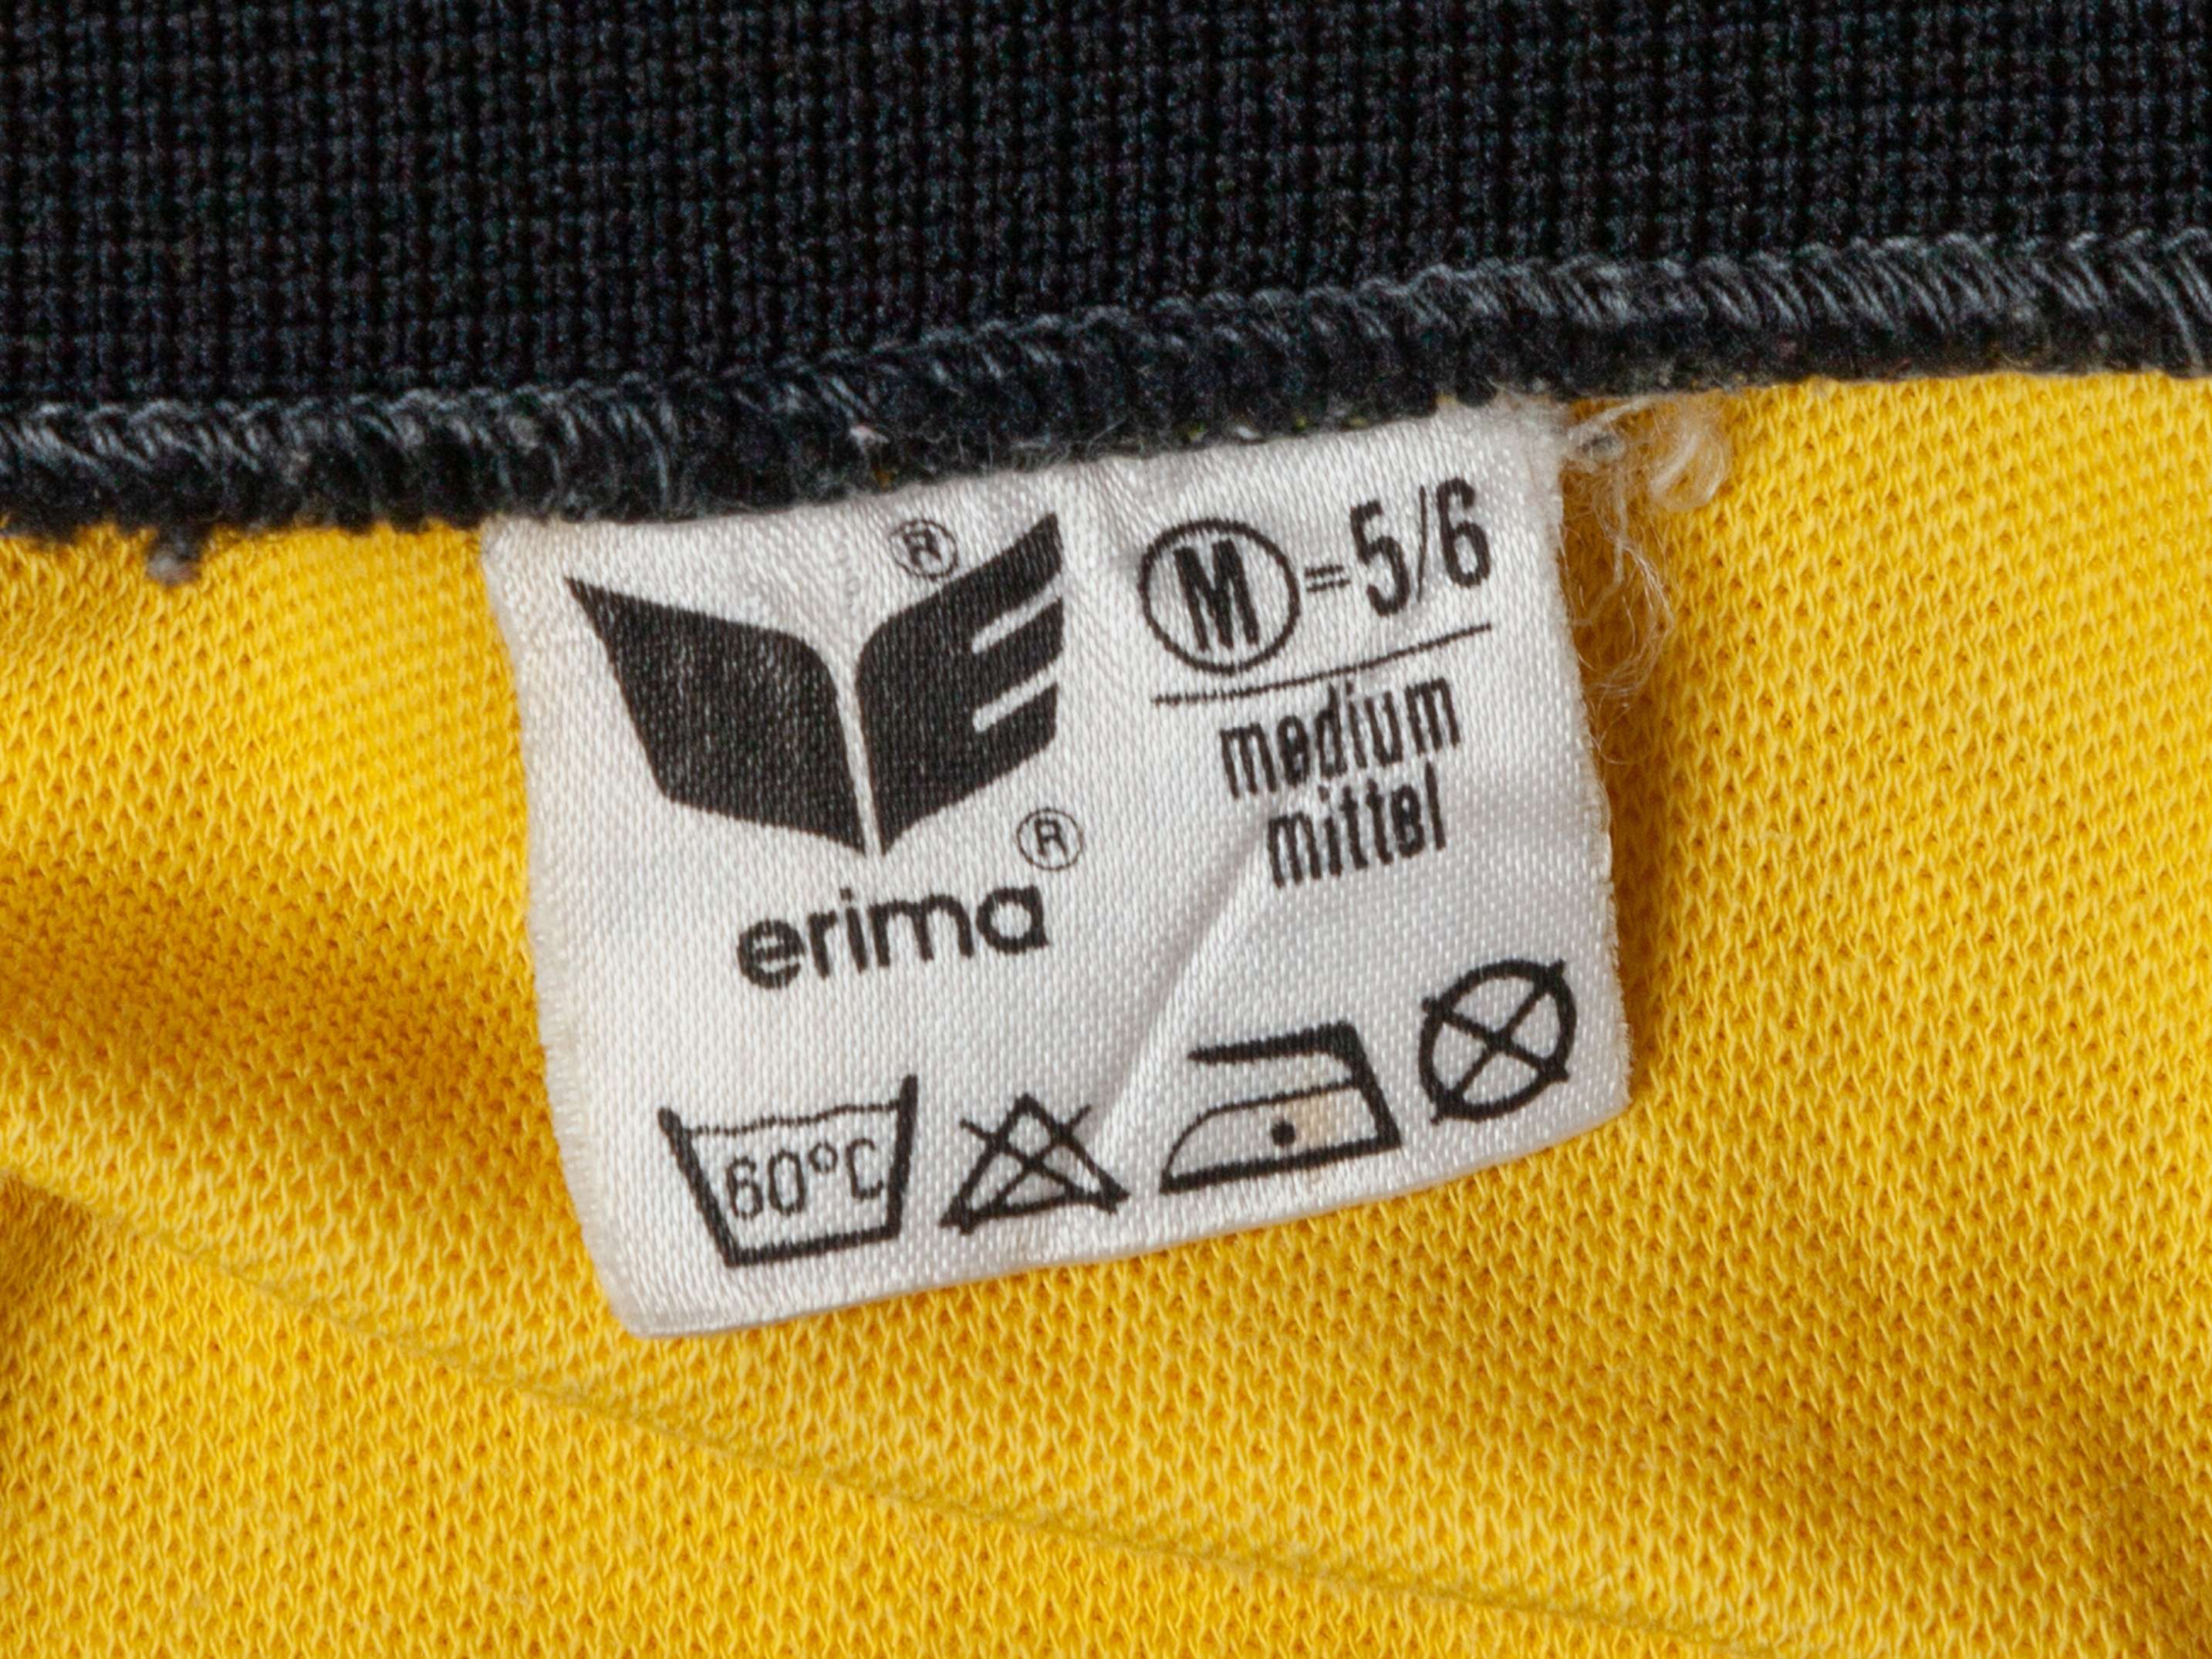 ®
M = 5/6
medium
mittel
erima®
60°C